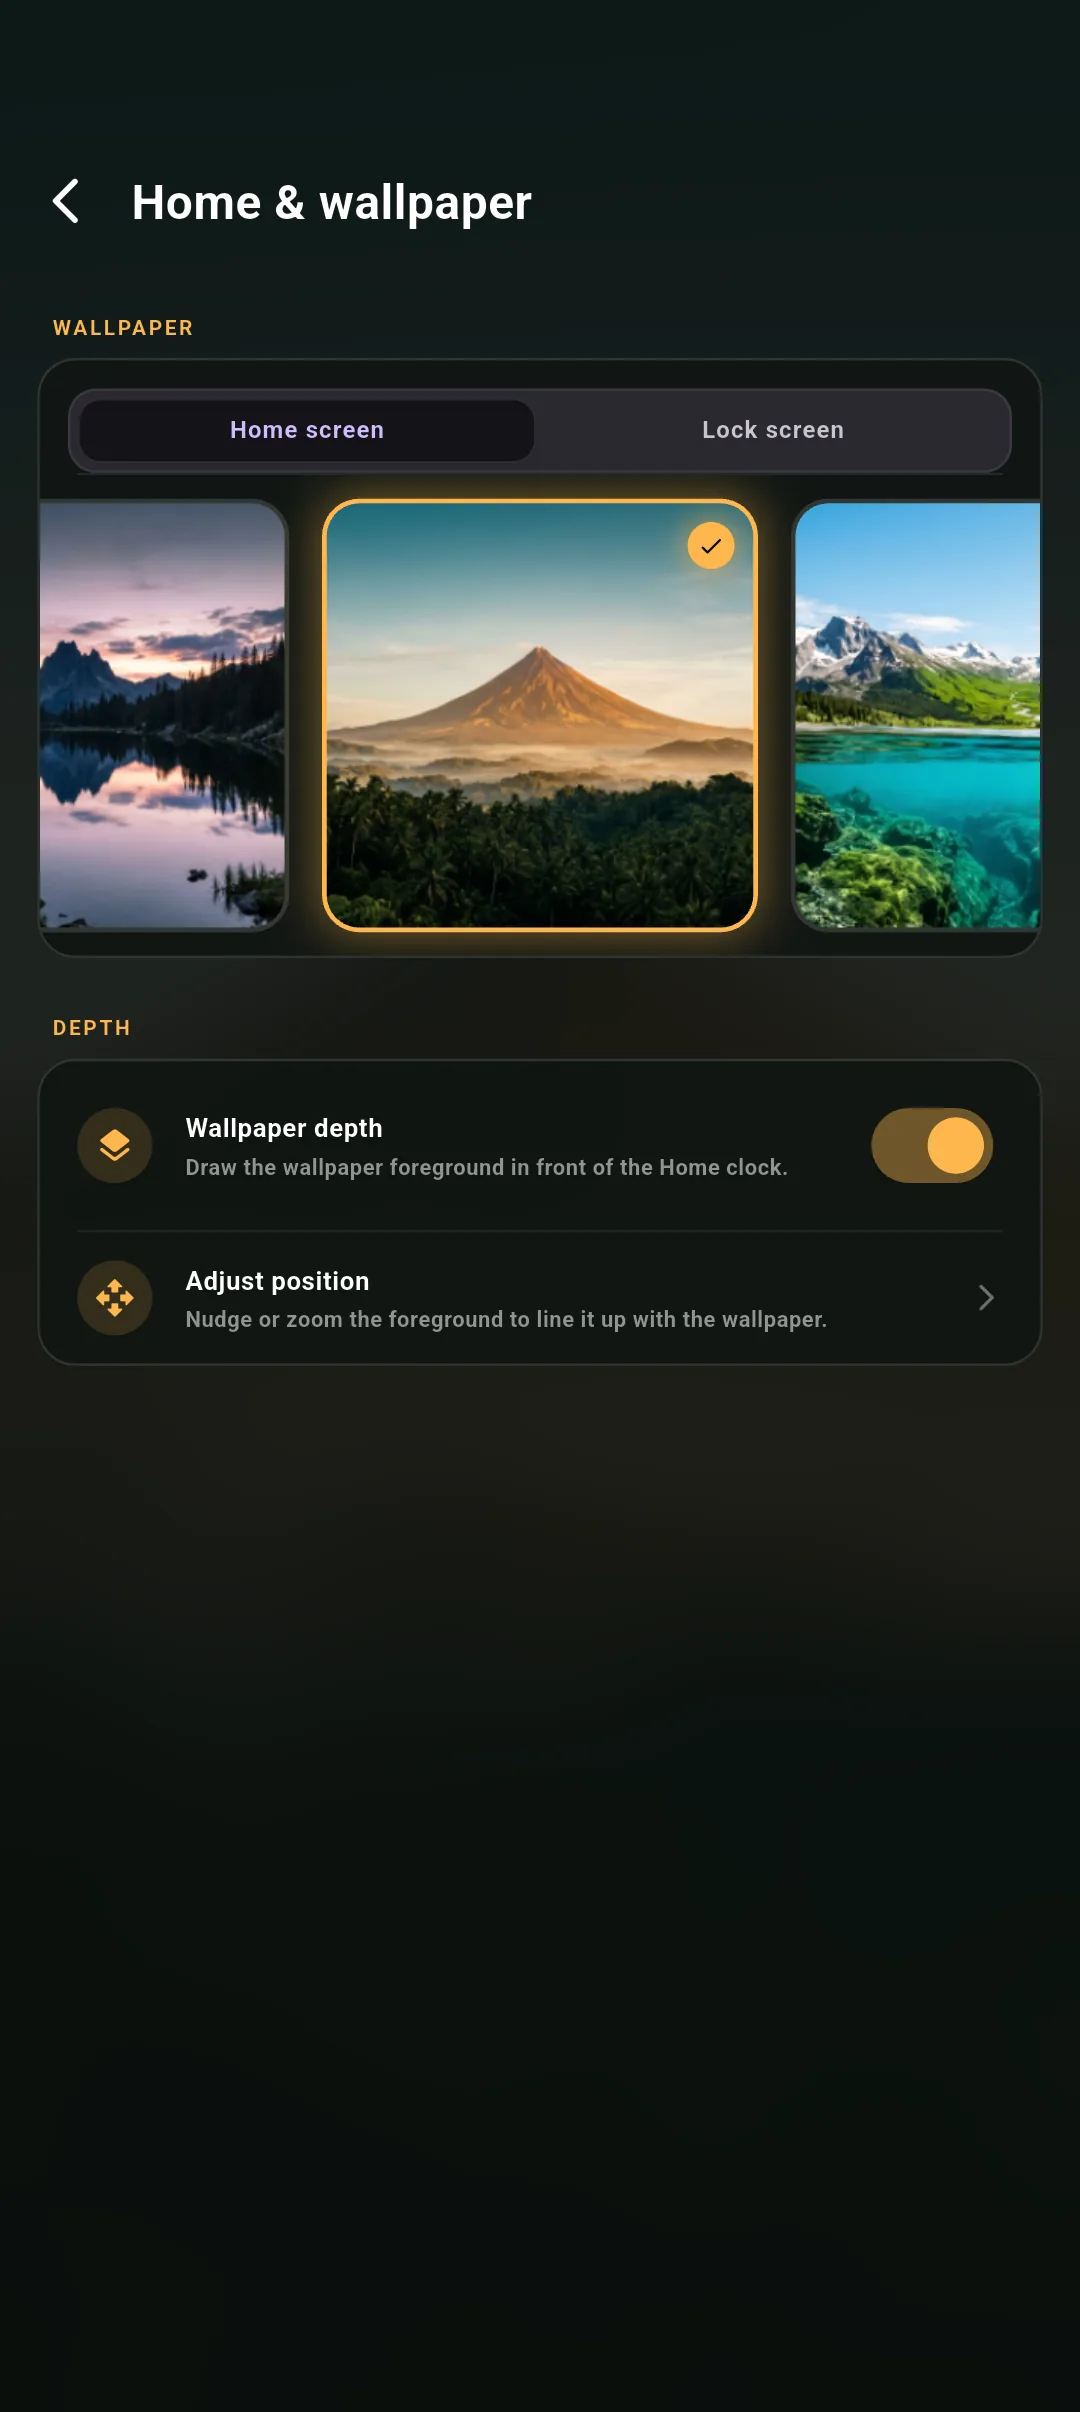 Home & wallpaper
WALLPAPER
Home screen
Lock screen
DEPTH
Wallpaper depth
Draw the wallpaper foreground in front of the Home clock.
Adjust position
Nudge or zoom the foreground to line it up with the wallpaper.